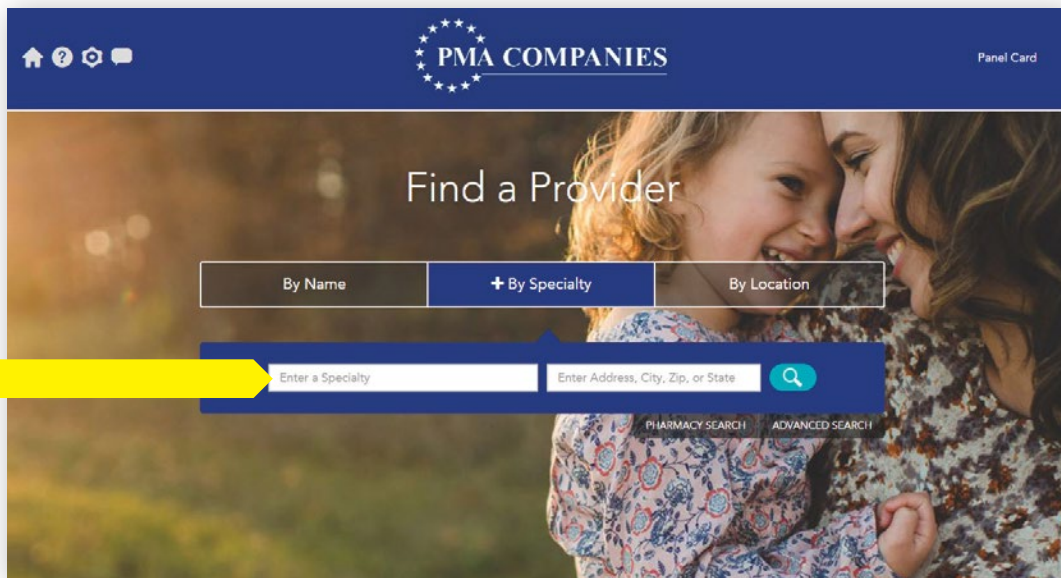 PMA COMPANIES
Panel Card
Find a Provider
By Name
+ By Specialty
By Location
Enter a Specialty
Enter Address, City, Zip, or State
PHARMACY SEARCH
ADVANCED SEARCH